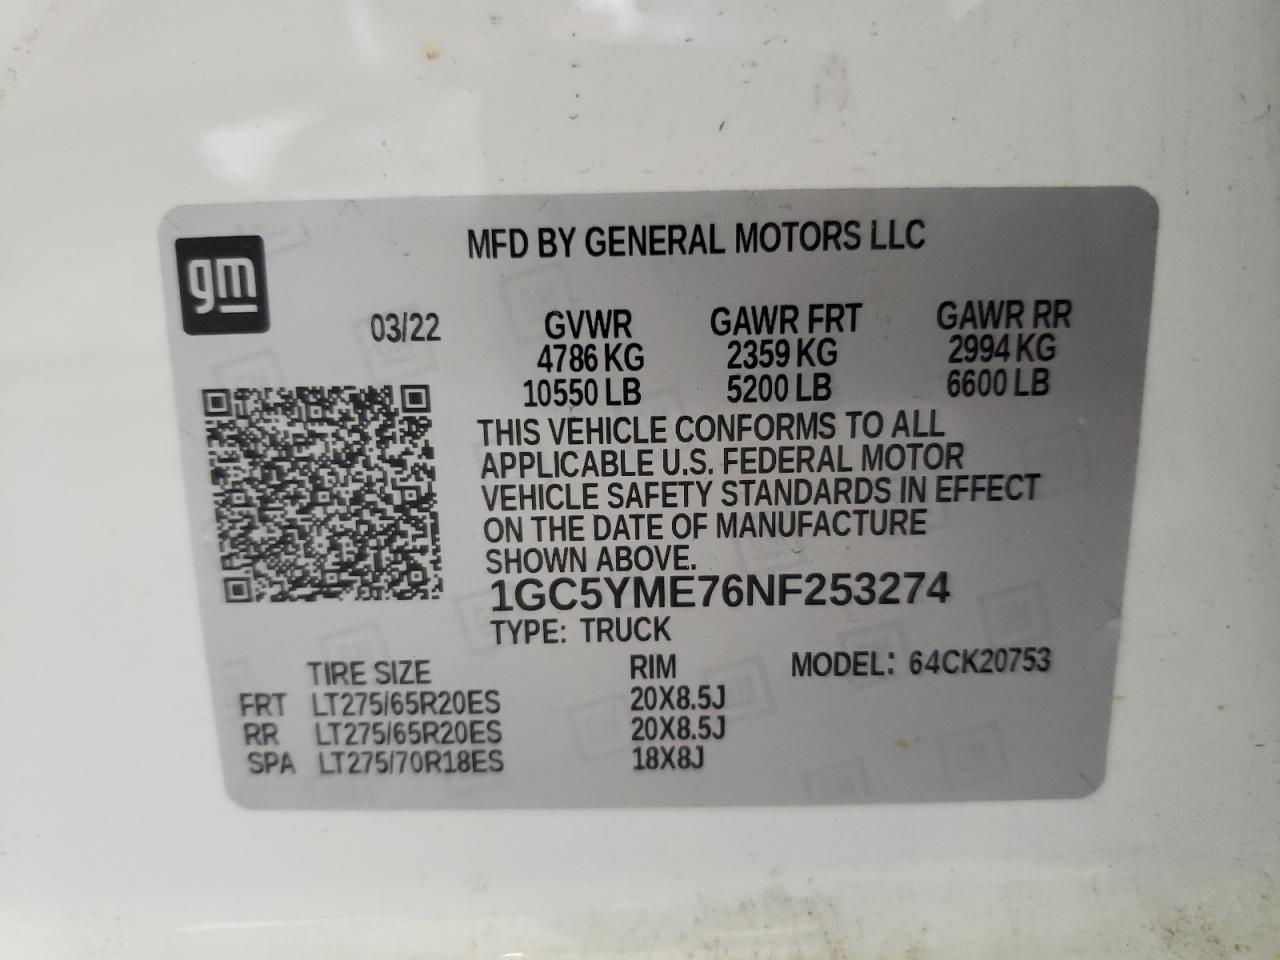 MFD BY GENERAL MOTORS LLC
gm
03/22 GVWR GAWR FRT GAWR RR
4786 KG 2359 KG 2994 KG
10550 LB 5200 LB 6600 LB
THIS VEHICLE CONFORMS TO ALL
APPLICABLE U.S. FEDERAL MOTOR
VEHICLE SAFETY STANDARDS IN EFFECT
ON THE DATE OF MANUFACTURE
SHOWN ABOVE.
1GC5YME76NF253274
TYPE: TRUCK
TIRE SIZE RIM MODEL: 64CK20753
FRT LT275/65R20ES 20X8.5J
RR LT275/65R20ES 20X8.5J
SPA LT275/70R18ES 18X8J